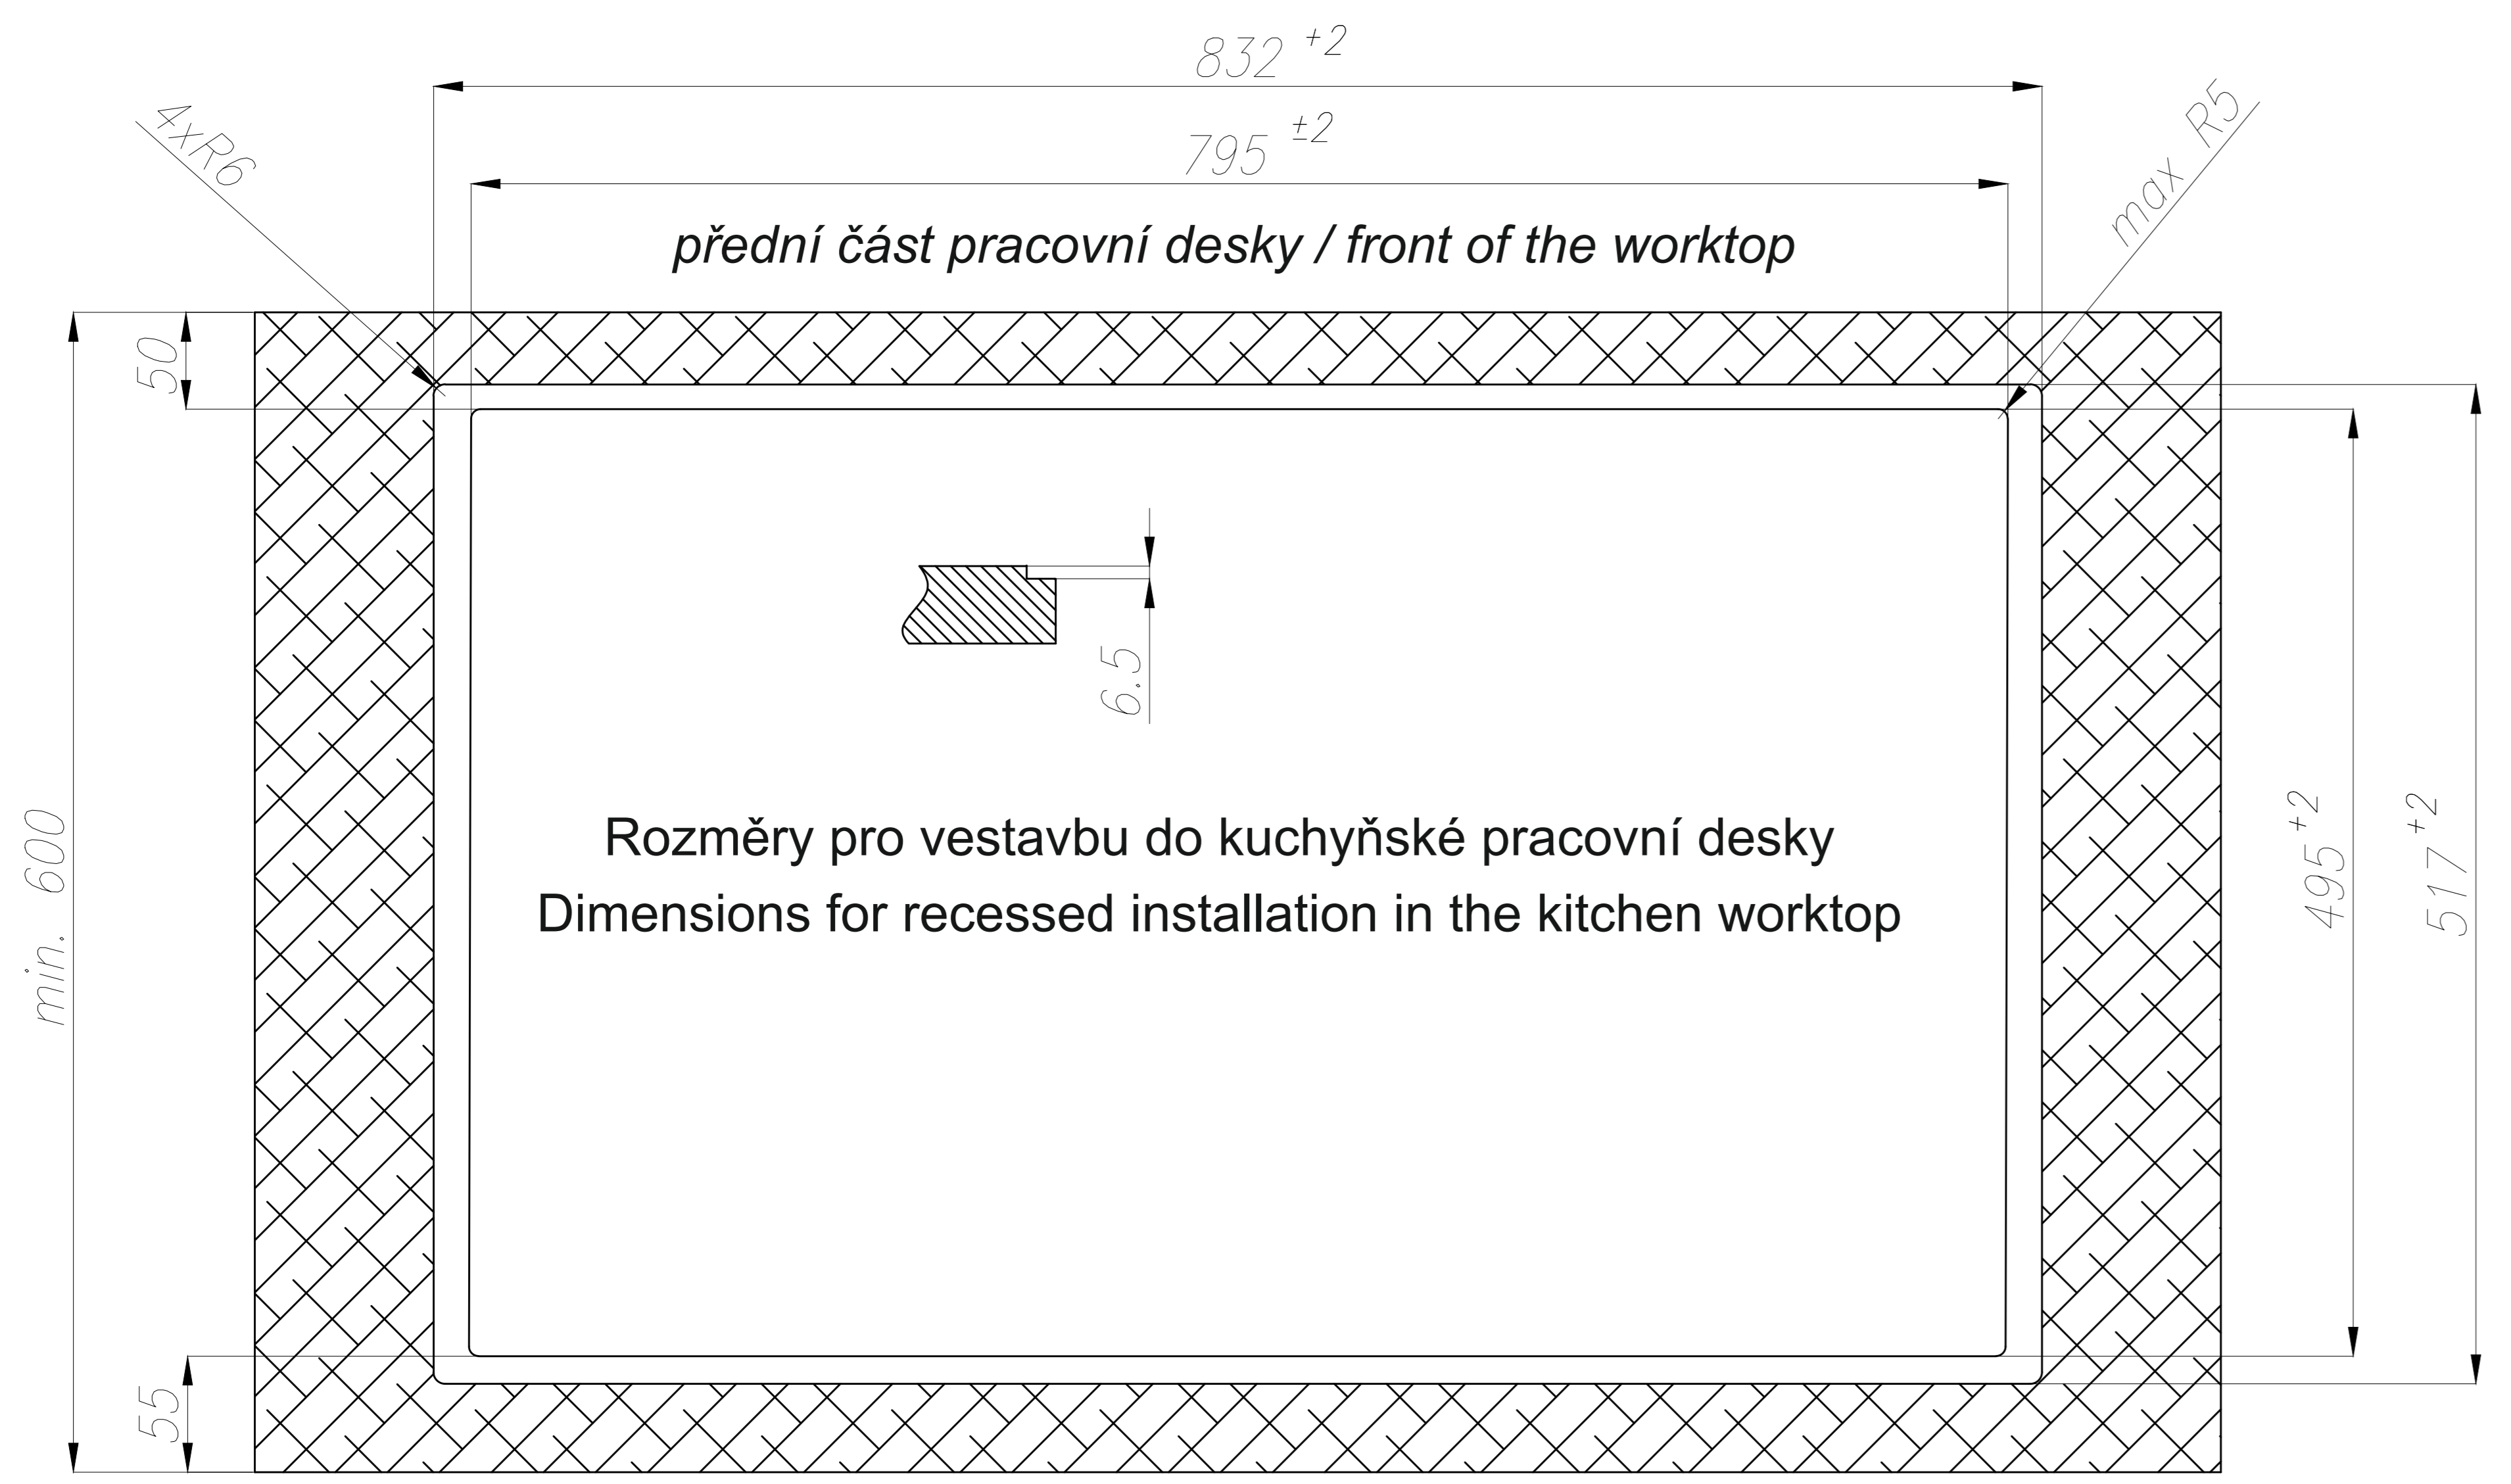 832 +2
795 ±2
4xR6
max R5
přední část pracovní desky / front of the worktop
50
6.5
min. 600
495 +2
517 +2
Rozměry pro vestavbu do kuchyňské pracovní desky
Dimensions for recessed installation in the kitchen worktop
55